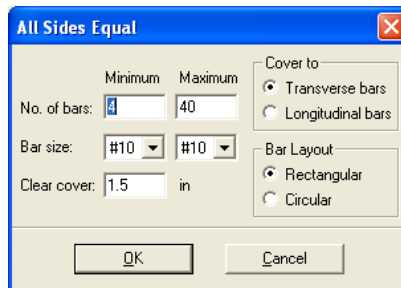 All Sides Equal
Minimum Maximum
No. of bars: 4 40
Bar size: #10 #10
Clear cover: 1.5 in
Cover to
Transverse bars
Longitudinal bars
Bar Layout
Rectangular
Circular
OK Cancel